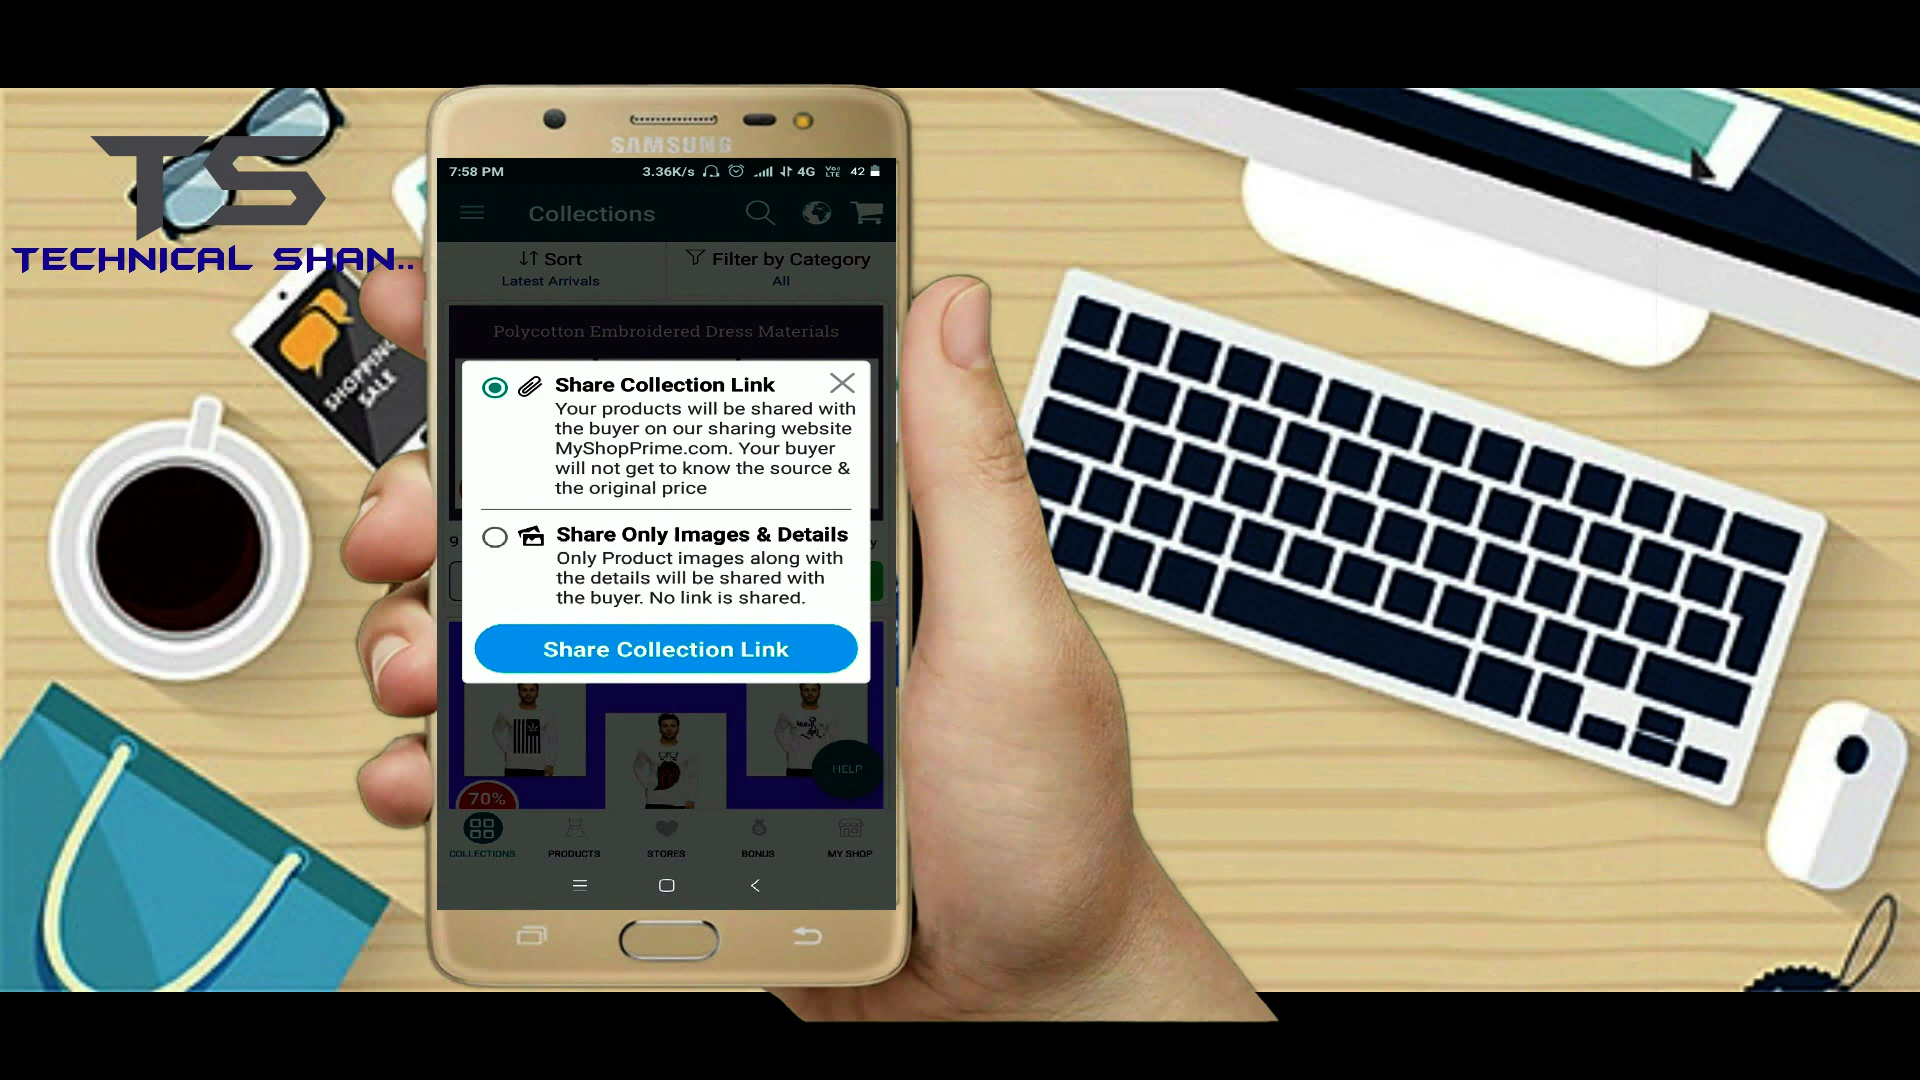 TS
TECHNICAL SHAN..
SHOPPING
SALE
SAMSUNG
7:58 PM 3.36K/s 4G VoLTE 42
Collections
Sort
Latest Arrivals
Filter by Category
All
Polycotton Embroidered Dress Materials
Share Collection Link
Your products will be shared with
the buyer on our sharing website
MyShopPrime.com. Your buyer
will not get to know the source &
the original price
Share Only Images & Details
Only Product images along with
the details will be shared with
the buyer. No link is shared.
Share Collection Link
9
y
HELP
70%
COLLECTIONS PRODUCTS STORES BONUS MY SHOP